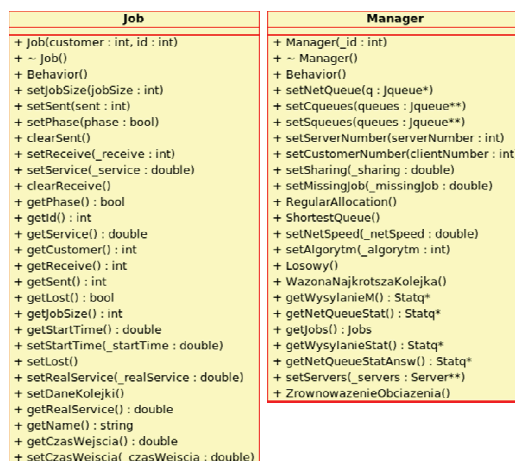 Job
+ Job(customer : int, id : int)
+ ~ Job()
+ Behavior()
+ setJobSize(jobSize : int)
+ setSent(sent : int)
+ setPhase(phase : bool)
+ clearSent()
+ setReceive(_receive : int)
+ setService(_service : double)
+ clearReceive()
+ getPhase() : bool
+ getId() : int
+ getService() : double
+ getCustomer() : int
+ getReceive() : int
+ getSent() : int
+ getLost() : bool
+ getJobSize() : int
+ getStartTime() : double
+ setStartTime(_startTime : double)
+ setLost()
+ setRealService(_realService : double)
+ setDaneKolejki()
+ getRealService() : double
+ getName() : string
+ getCzasWejscia() : double
+ setCzasWejscia(_czasWejscia : double)
Manager
+ Manager(_id : int)
+ ~ Manager()
+ Behavior()
+ setNetQueue(q : Jqueue*)
+ setCqueues(queues : Jqueue**)
+ setSqueues(queues : Jqueue**)
+ setServerNumber(serverNumber : int)
+ setCustomerNumber(clientNumber : int
+ setSharing(_sharing : double)
+ setMissingJob(_missingJob : double)
+ RegularAllocation()
+ ShortestQueue()
+ setNetSpeed(_netSpeed : double)
+ setAlgorytm(_algorytm : int)
+ Losowy()
+ WazonaNajkrotszaKolejka()
+ getWysylanieM() : Statq*
+ getNetQueueStat() : Statq*
+ getJobs() : Jobs
+ getWysylanieStat() : Statq*
+ getNetQueueStatAnsw() : Statq*
+ setServers(_servers : Server**)
+ ZrownowazenieObciazenia()